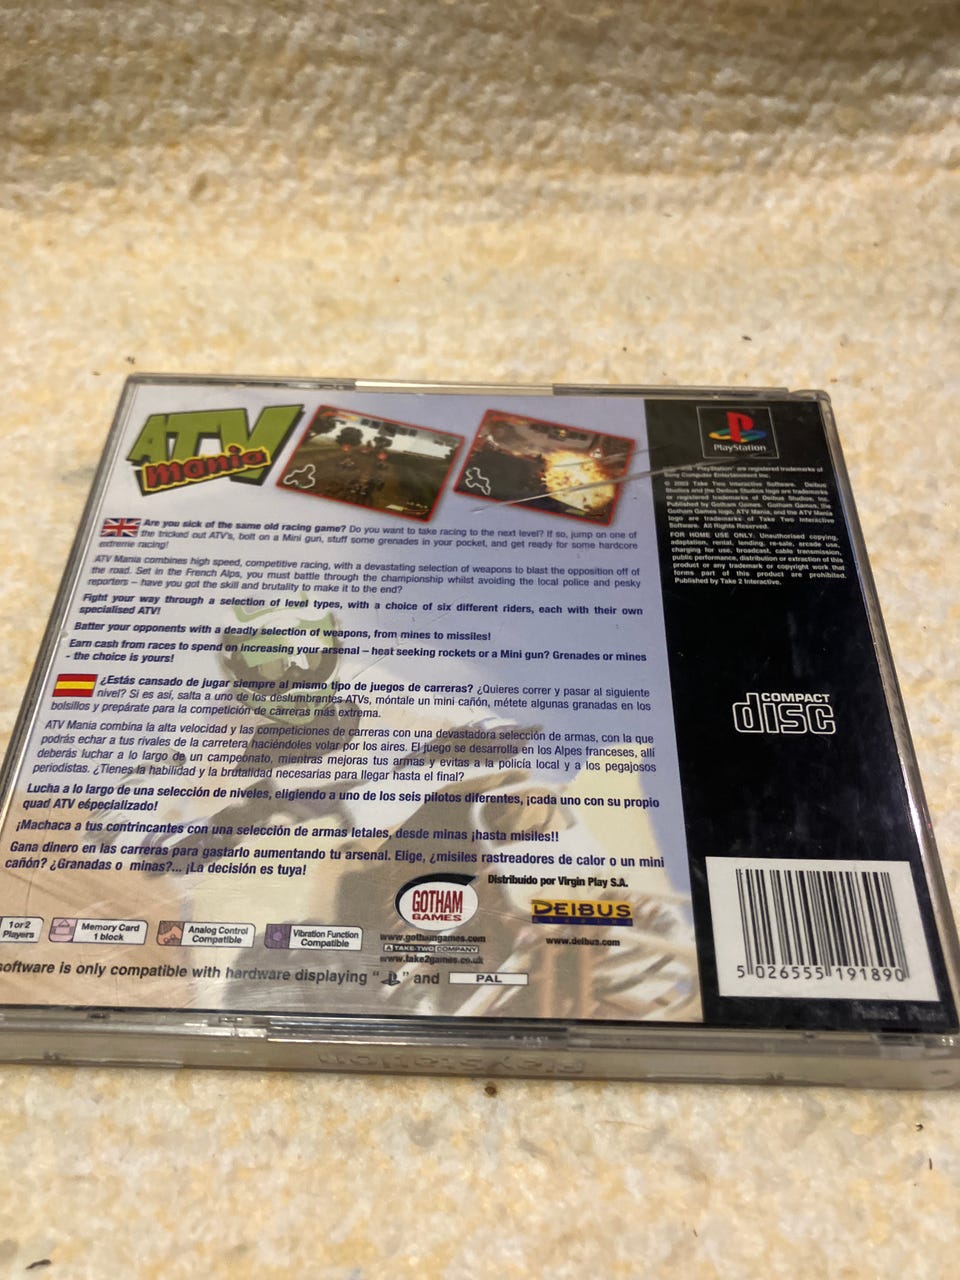 ATV
mania
Are you sick of the same old racing game? Do you want to take racing to the next level? If so, jump on one of
the tricked out ATV's, bolt on a Mini gun, stuff some grenades in your pocket, and get ready for some hardcore
extreme racing!
ATV Mania combines high speed, competitive racing, with a devastating selection of weapons to blast the opposition off of
the road. Set in the French Alps, you must battle through the championship whilst avoiding the local police and pesky
reporters – have you got the skill and brutality to make it to the end?
Fight your way through a selection of level types, with a choice of six different riders, each with their own
specialised ATV!
Batter your opponents with a deadly selection of weapons, from mines to missiles!
Earn cash from races to spend on increasing your arsenal – heat seeking rockets or a Mini gun? Grenades or mines
- the choice is yours!
¿Estás cansado de jugar siempre al mismo tipo de juegos de carreras? ¿Quieres correr y pasar al siguiente
nivel? Si es así, salta a uno de los deslumbrantes ATVs, móntale un mini cañón, métete algunas granadas en los
bolsillos y prepárate para la competición de carreras más extrema.
ATV Mania combina la alta velocidad y las competiciones de carreras con una devastadora selección de armas, con la que
podrás echar a tus rivales de la carretera haciéndoles volar por los aires. El juego se desarrolla en los Alpes franceses, allí
deberás luchar a lo largo de un campeonato, mientras mejoras tus armas y evitas a la policía local y a los pegajosos
periodistas. ¿Tienes la habilidad y la brutalidad necesarias para llegar hasta el final?
Lucha a lo largo de una selección de niveles, eligiendo a uno de los seis pilotos diferentes, ¡cada uno con su propio
quad ATV especializado!
¡Machaca a tus contrincantes con una selección de armas letales, desde minas ¡hasta misiles!!
Gana dinero en las carreras para gastarlo aumentando tu arsenal. Elige, ¿misiles rastreadores de calor o un mini
cañón? ¿Granadas o minas?... ¡La decisión es tuya!
Distribuido por Virgin Play S.A.
GOTHAM
GAMES
www.gothamgames.com
A TAKE-TWO COMPANY
www.take2games.co.uk
DEIBUS
STUDIOS
www.deibus.com
1 or 2
Players
Memory Card
1 block
Analog Control
Compatible
Vibration Function
Compatible
software is only compatible with hardware displaying " " and PAL
PlayStation
"PlayStation" are registered trademarks of
Sony Computer Entertainment Inc.
© 2003 Take Two Interactive Software. Deibus
Studios and the Deibus Studios logo are trademarks
or registered trademarks of Deibus Studios, Inc.
Published by Gotham Games. Gotham Games, the
Gotham Games logo, ATV Mania, and the ATV Mania
logo are trademarks of Take Two Interactive
Software. All Rights Reserved.
FOR HOME USE ONLY. Unauthorised copying,
adaptation, rental, lending, re-sale, arcade use,
charging for use, broadcast, cable transmission,
public performance, distribution or extraction of this
product or any trademark or copyright work that
forms part of this product are prohibited.
Published by Take 2 Interactive.
COMPACT
disc
5 026555 191890
PlayStation